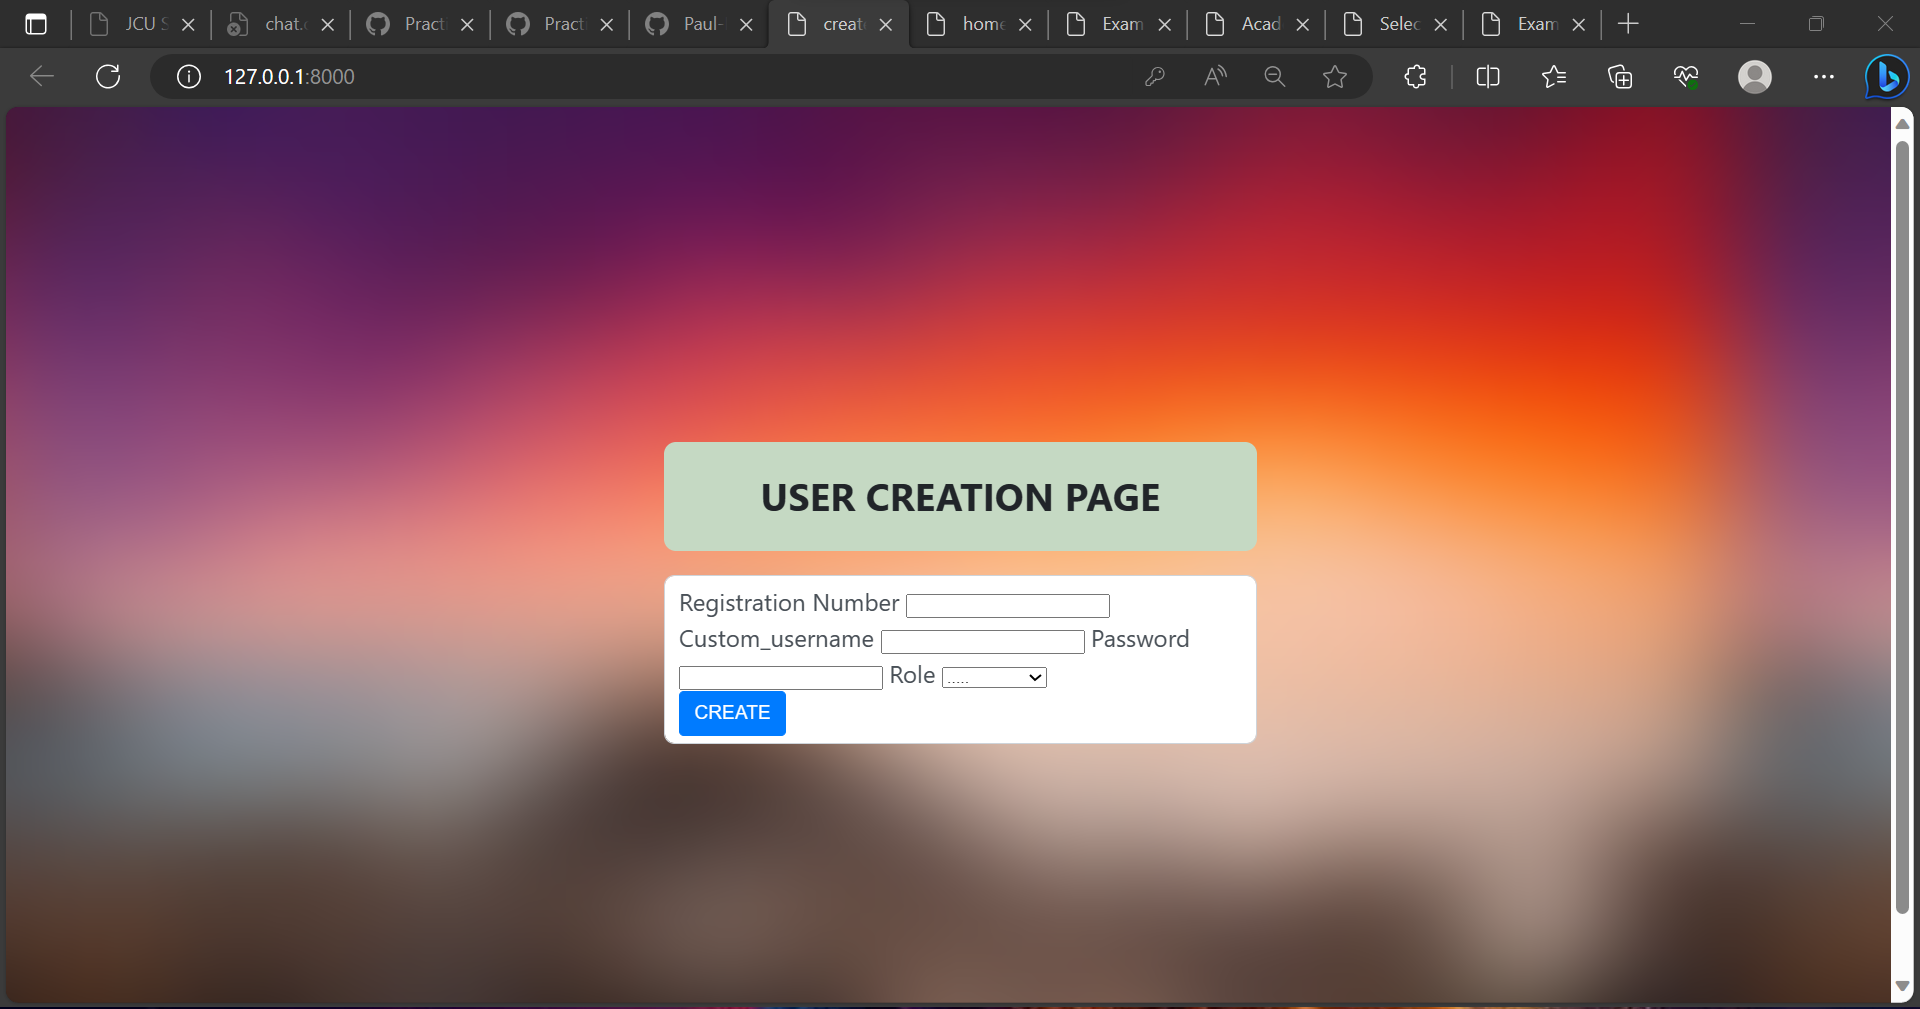 JCU S
chat.
Pract
Pract
Paul-
creat
home
Exam
Acad
Selec
Exam
127.0.0.1:8000
USER CREATION PAGE
Registration Number
Custom_username Password
Role .....
CREATE